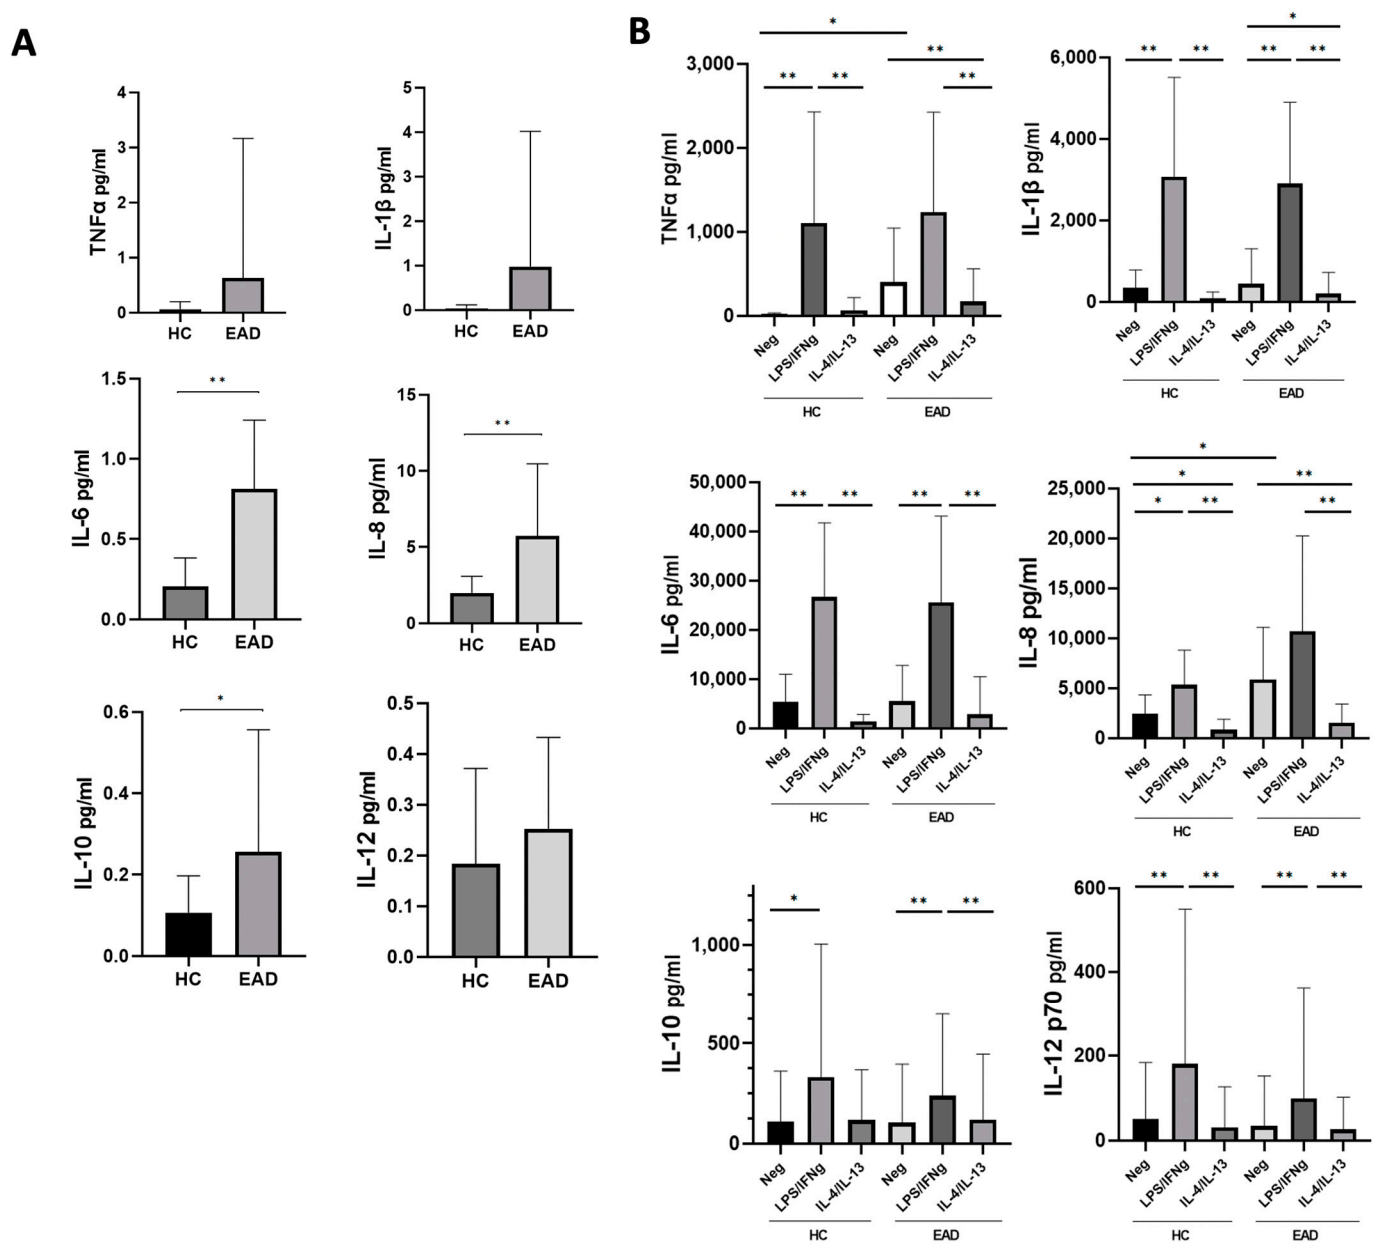 A
TNFα pg/ml
4
3
2
1
0
HC EAD
IL-1β pg/ml
5
4
3
2
1
0
HC EAD
IL-6 pg/ml
1.5
1.0
0.5
0.0
**
HC EAD
IL-8 pg/ml
15
10
5
0
**
HC EAD
IL-10 pg/ml
0.6
0.4
0.2
0.0
*
HC EAD
IL-12 pg/ml
0.5
0.4
0.3
0.2
0.1
0.0
HC EAD
B
TNFα pg/ml
3,000
2,000
1,000
0
*
**
** ** **
Neg LPS/IFNg IL-4/IL-13 Neg LPS/IFNg IL-4/IL-13
HC EAD
IL-1β pg/ml
6,000
4,000
2,000
0
*
** ** ** **
Neg LPS/IFNg IL-4/IL-13 Neg LPS/IFNg IL-4/IL-13
HC EAD
IL-6 pg/ml
50,000
40,000
30,000
20,000
10,000
0
** ** ** **
Neg LPS/IFNg IL-4/IL-13 Neg LPS/IFNg IL-4/IL-13
HC EAD
IL-8 pg/ml
25,000
20,000
15,000
10,000
5,000
0
*
* **
* ** **
Neg LPS/IFNg IL-4/IL-13 Neg LPS/IFNg IL-4/IL-13
HC EAD
IL-10 pg/ml
1,000
500
0
* ** **
Neg LPS/IFNg IL-4/IL-13 Neg LPS/IFNg IL-4/IL-13
HC EAD
IL-12 p70 pg/ml
600
400
200
0
** ** ** **
Neg LPS/IFNg IL-4/IL-13 Neg LPS/IFNg IL-4/IL-13
HC EAD